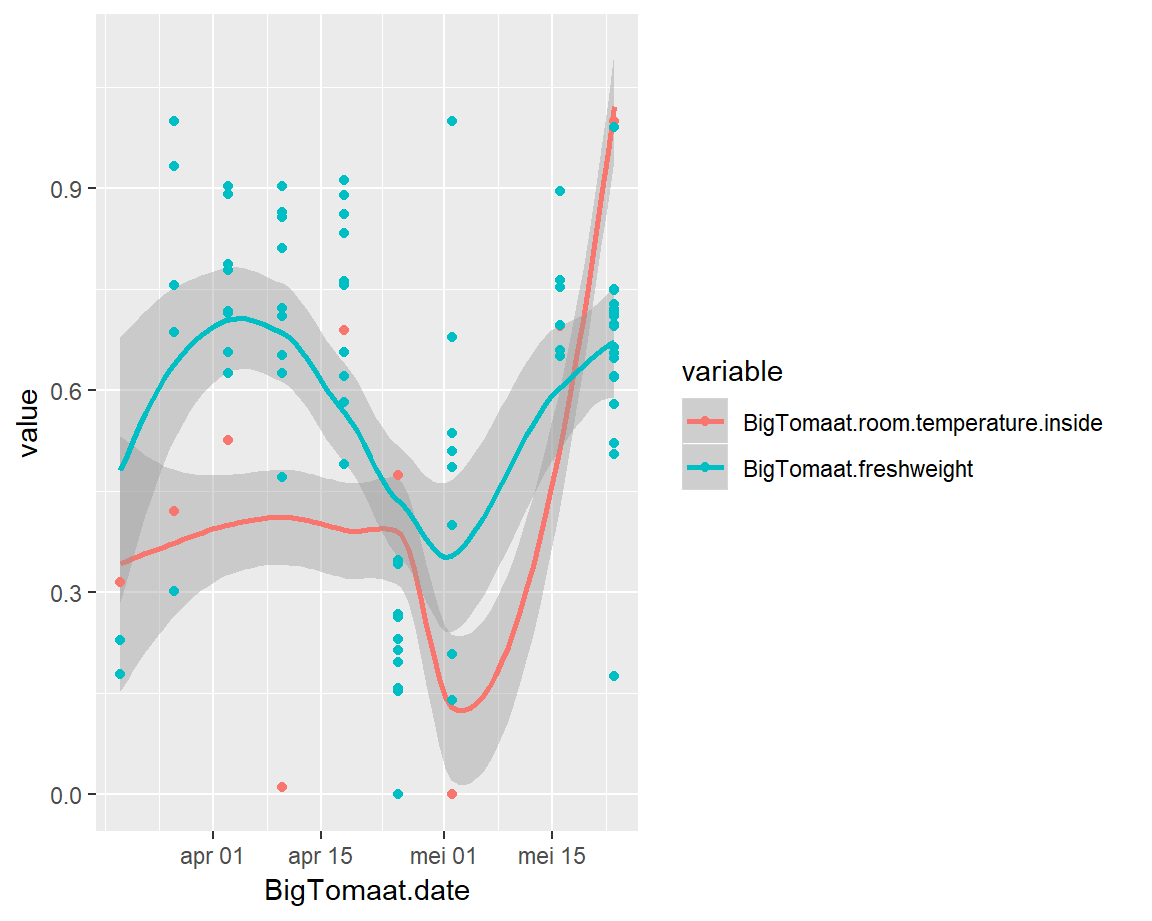 value
0.9
0.6
0.3
0.0
apr 01
apr 15
mei 01
mei 15
BigTomaat.date
variable
BigTomaat.room.temperature.inside
BigTomaat.freshweight